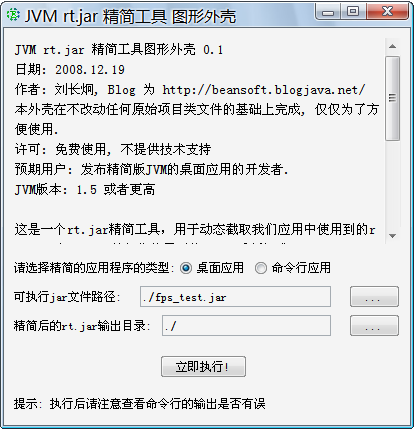 JVM rt.jar 精简工具 图形外壳
JVM rt.jar 精简工具图形外壳 0.1
日期: 2008.12.19
作者: 刘长炯, Blog 为 http://beansoft.blogjava.net/
本外壳在不改动任何原始项目类文件的基础上完成, 仅仅为了方
便使用.
许可: 免费使用, 不提供技术支持
预期用户: 发布精简版JVM的桌面应用的开发者.
JVM版本: 1.5 或者更高
这是一个rt.jar精简工具，用于动态截取我们应用中使用到的r
请选择精简的应用程序的类型: 桌面应用 命令行应用
可执行jar文件路径: ./fps_test.jar ...
精简后的rt.jar输出目录: ./ ...
立即执行!
提示: 执行后请注意查看命令行的输出是否有误